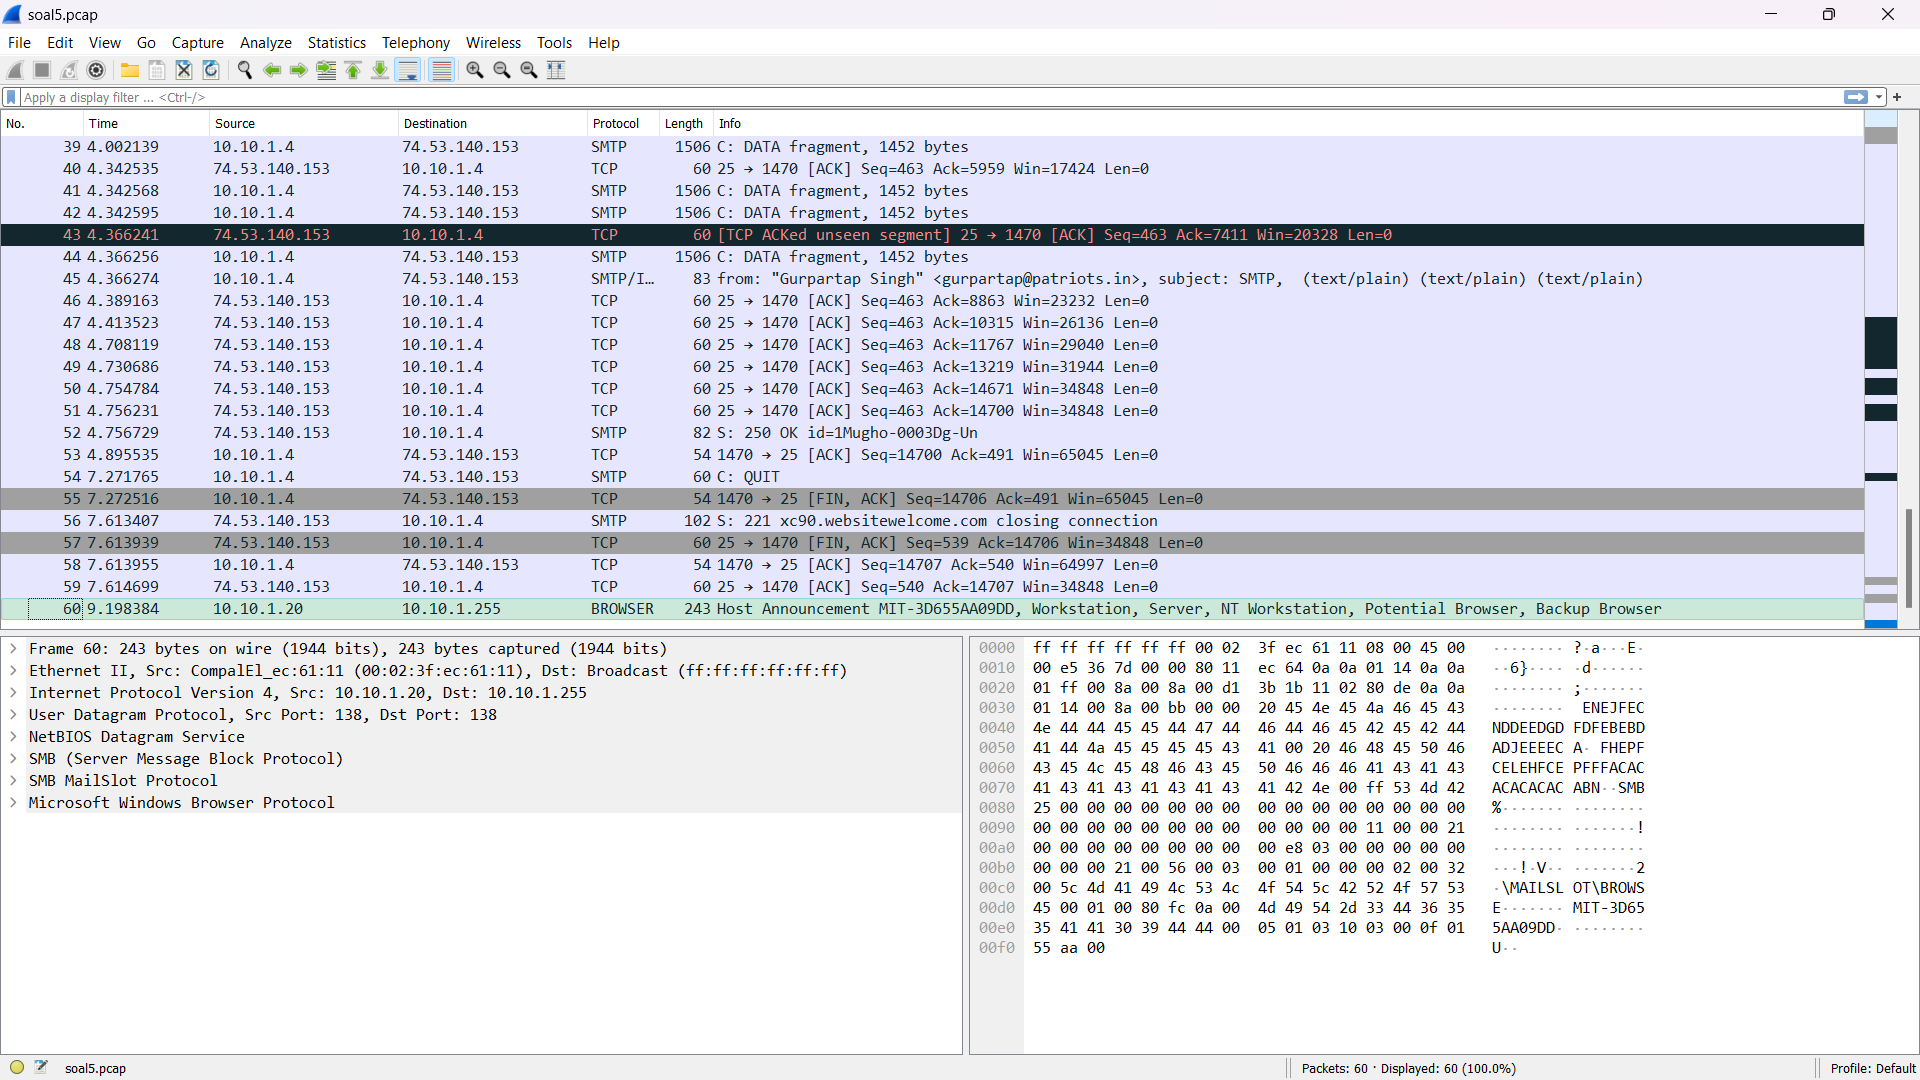 soal5.pcap
File Edit View Go Capture Analyze Statistics Telephony Wireless Tools Help
Apply a display filter ... <Ctrl-/>
No. Time Source Destination Protocol Length Info
39 4.002139 10.10.1.4 74.53.140.153 SMTP 1506 C: DATA fragment, 1452 bytes
40 4.342535 74.53.140.153 10.10.1.4 TCP 60 25 → 1470 [ACK] Seq=463 Ack=5959 Win=17424 Len=0
41 4.342568 10.10.1.4 74.53.140.153 SMTP 1506 C: DATA fragment, 1452 bytes
42 4.342595 10.10.1.4 74.53.140.153 SMTP 1506 C: DATA fragment, 1452 bytes
43 4.366241 74.53.140.153 10.10.1.4 TCP 60 [TCP ACKed unseen segment] 25 → 1470 [ACK] Seq=463 Ack=7411 Win=20328 Len=0
44 4.366256 10.10.1.4 74.53.140.153 SMTP 1506 C: DATA fragment, 1452 bytes
45 4.366274 10.10.1.4 74.53.140.153 SMTP/I… 83 from: "Gurpartap Singh" <gurpartap@patriots.in>, subject: SMTP, (text/plain) (text/plain) (text/plain)
46 4.389163 74.53.140.153 10.10.1.4 TCP 60 25 → 1470 [ACK] Seq=463 Ack=8863 Win=23232 Len=0
47 4.413523 74.53.140.153 10.10.1.4 TCP 60 25 → 1470 [ACK] Seq=463 Ack=10315 Win=26136 Len=0
48 4.708119 74.53.140.153 10.10.1.4 TCP 60 25 → 1470 [ACK] Seq=463 Ack=11767 Win=29040 Len=0
49 4.730686 74.53.140.153 10.10.1.4 TCP 60 25 → 1470 [ACK] Seq=463 Ack=13219 Win=31944 Len=0
50 4.754784 74.53.140.153 10.10.1.4 TCP 60 25 → 1470 [ACK] Seq=463 Ack=14671 Win=34848 Len=0
51 4.756231 74.53.140.153 10.10.1.4 TCP 60 25 → 1470 [ACK] Seq=463 Ack=14700 Win=34848 Len=0
52 4.756729 74.53.140.153 10.10.1.4 SMTP 82 S: 250 OK id=1Mugho-0003Dg-Un
53 4.895535 10.10.1.4 74.53.140.153 TCP 54 1470 → 25 [ACK] Seq=14700 Ack=491 Win=65045 Len=0
54 7.271765 10.10.1.4 74.53.140.153 SMTP 60 C: QUIT
55 7.272516 10.10.1.4 74.53.140.153 TCP 54 1470 → 25 [FIN, ACK] Seq=14706 Ack=491 Win=65045 Len=0
56 7.613407 74.53.140.153 10.10.1.4 SMTP 102 S: 221 xc90.websitewelcome.com closing connection
57 7.613939 74.53.140.153 10.10.1.4 TCP 60 25 → 1470 [FIN, ACK] Seq=539 Ack=14706 Win=34848 Len=0
58 7.613955 10.10.1.4 74.53.140.153 TCP 54 1470 → 25 [ACK] Seq=14707 Ack=540 Win=64997 Len=0
59 7.614699 74.53.140.153 10.10.1.4 TCP 60 25 → 1470 [ACK] Seq=540 Ack=14707 Win=34848 Len=0
60 9.198384 10.10.1.20 10.10.1.255 BROWSER 243 Host Announcement MIT-3D655AA09DD, Workstation, Server, NT Workstation, Potential Browser, Backup Browser
Frame 60: 243 bytes on wire (1944 bits), 243 bytes captured (1944 bits)
Ethernet II, Src: CompalEl_ec:61:11 (00:02:3f:ec:61:11), Dst: Broadcast (ff:ff:ff:ff:ff:ff)
Internet Protocol Version 4, Src: 10.10.1.20, Dst: 10.10.1.255
User Datagram Protocol, Src Port: 138, Dst Port: 138
NetBIOS Datagram Service
SMB (Server Message Block Protocol)
SMB MailSlot Protocol
Microsoft Windows Browser Protocol
0000 ff ff ff ff ff ff 00 02 3f ec 61 11 08 00 45 00 ········ ?·a···E·
0010 00 e5 36 7d 00 00 80 11 ec 64 0a 0a 01 14 0a 0a ··6}···· ·d······
0020 01 ff 00 8a 00 8a 00 d1 3b 1b 11 02 80 de 0a 0a ········ ;·······
0030 01 14 00 8a 00 bb 00 00 20 45 4e 45 4a 46 45 43 ········ ENEJFEC
0040 4e 44 44 45 45 44 47 44 46 44 46 45 42 45 42 44 NDDEEDGD FDFEBEBD
0050 41 44 4a 45 45 45 45 43 41 00 20 46 48 45 50 46 ADJEEEEC A· FHEPF
0060 43 45 4c 45 48 46 43 45 50 46 46 46 41 43 41 43 CELEHFCE PFFFACAC
0070 41 43 41 43 41 43 41 43 41 42 4e 00 ff 53 4d 42 ACACACAC ABN··SMB
0080 25 00 00 00 00 00 00 00 00 00 00 00 00 00 00 00 %······· ········
0090 00 00 00 00 00 00 00 00 00 00 00 00 11 00 00 21 ········ ·······!
00a0 00 00 00 00 00 00 00 00 00 e8 03 00 00 00 00 00 ········ ········
00b0 00 00 00 21 00 56 00 03 00 01 00 00 00 02 00 32 ···!·V·· ·······2
00c0 00 5c 4d 41 49 4c 53 4c 4f 54 5c 42 52 4f 57 53 ·\MAILSL OT\BROWS
00d0 45 00 01 00 80 fc 0a 00 4d 49 54 2d 33 44 36 35 E······· MIT-3D65
00e0 35 41 41 30 39 44 44 00 05 01 03 10 03 00 0f 01 5AA09DD· ········
00f0 55 aa 00 U··
soal5.pcap Packets: 60 · Displayed: 60 (100.0%) Profile: Default